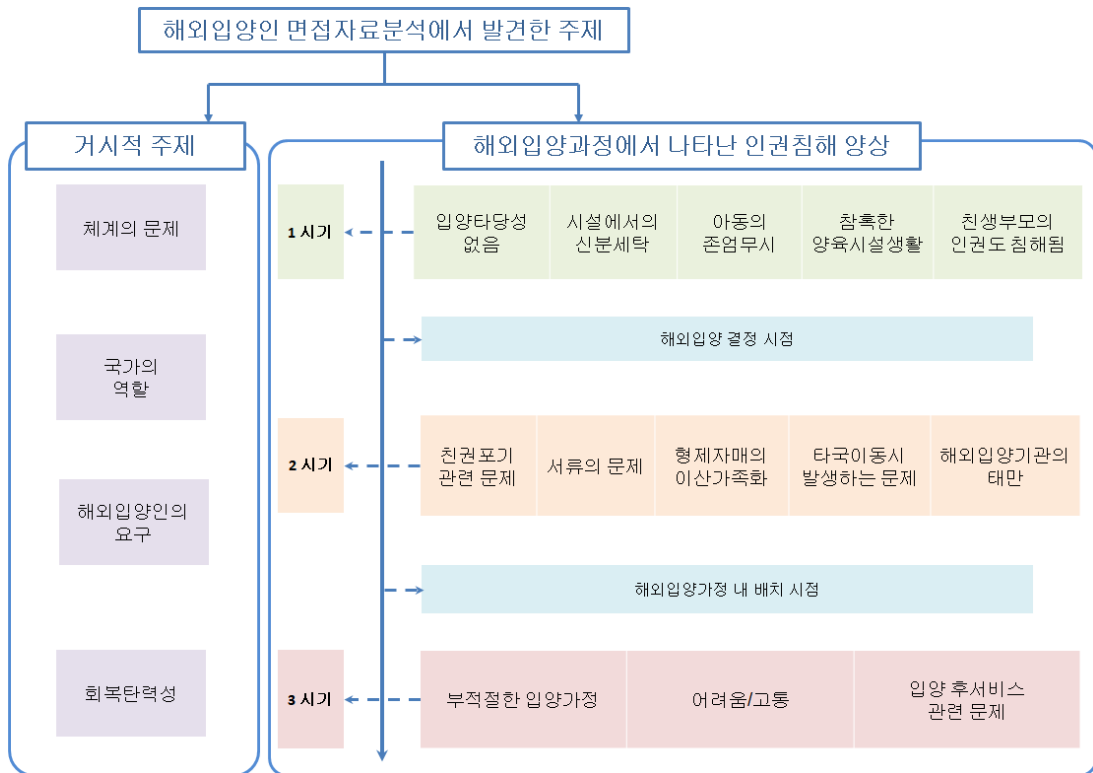 해외입양인 면접자료분석에서 발견한 주제
거시적 주제
체계의 문제
국가의
역할
해외입양인의
요구
회복탄력성
해외입양과정에서 나타난 인권침해 양상
1 시기
입양타당성
없음
시설에서의
신분세탁
아동의
존엄무시
참혹한
양육시설생활
친생부모의
인권도 침해됨
해외입양 결정 시점
2 시기
친권포기
관련 문제
서류의 문제
형제자매의
이산가족화
타국이동시
발생하는 문제
해외입양기관의
태만
해외입양가정 내 배치 시점
3 시기
부적절한 입양가정
어려움/고통
입양 후서비스
관련 문제